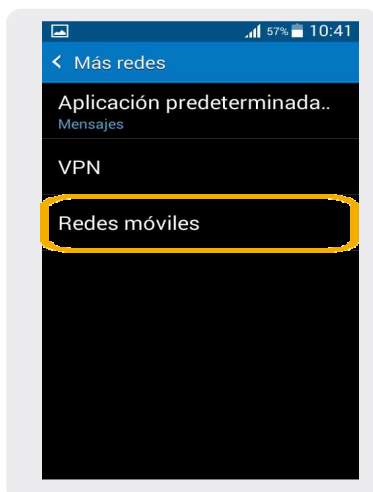 57% 10:41
Más redes
Aplicación predeterminada..
Mensajes
VPN
Redes móviles